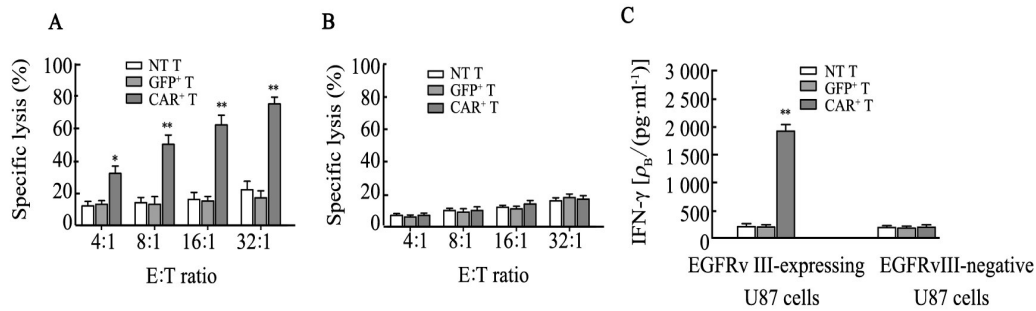 A
Specific lysis (%)
100
80
60
40
20
0
NT T
GFP⁺ T
CAR⁺ T
*
**
**
**
4:1 8:1 16:1 32:1
E:T ratio
B
Specific lysis (%)
100
80
60
40
20
0
NT T
GFP⁺ T
CAR⁺ T
4:1 8:1 16:1 32:1
E:T ratio
C
IFN-γ [ρB/(pg·ml⁻¹)]
3 000
2 500
2 000
1 500
1 000
500
0
NT T
GFP⁺ T
CAR⁺ T
**
EGFRv III-expressing
U87 cells
EGFRvIII-negative
U87 cells